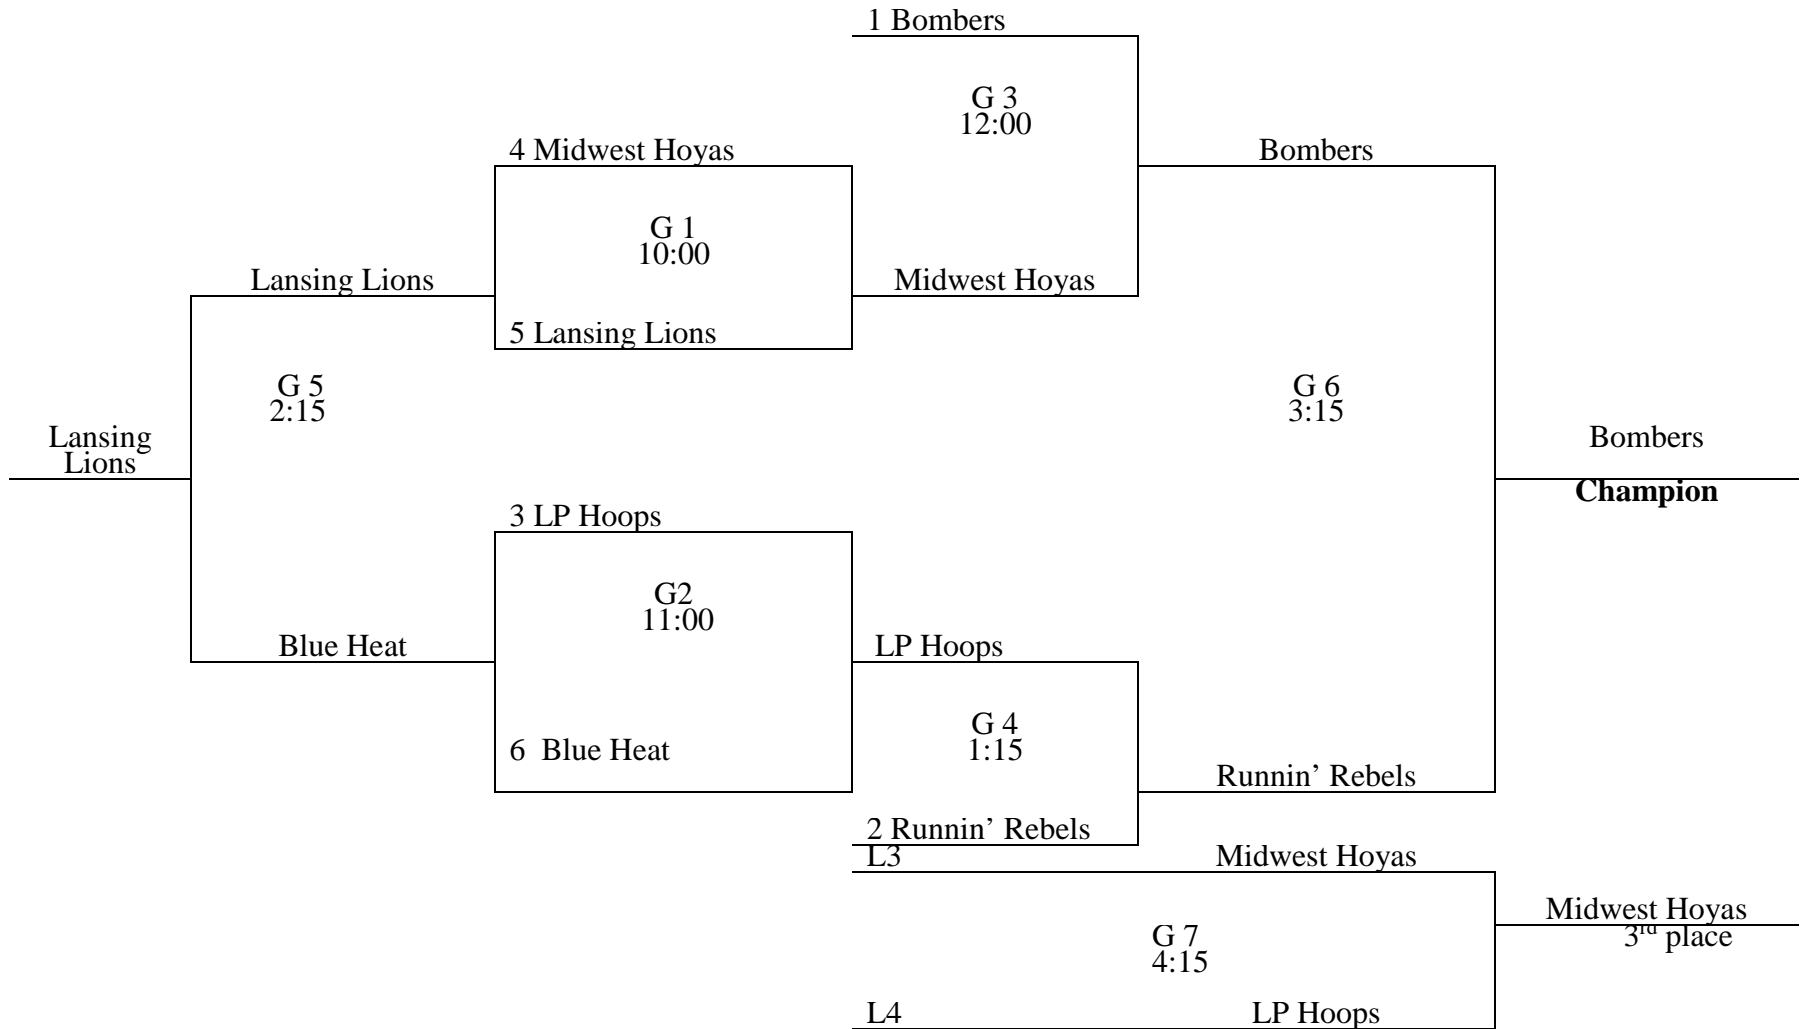 1 Bombers
G 3
12:00
4 Midwest Hoyas
Bombers
G 1
10:00
Lansing Lions
Midwest Hoyas
5 Lansing Lions
G 5
2:15
G 6
3:15
Lansing
Lions
Bombers
Champion
3 LP Hoops
G2
11:00
Blue Heat
LP Hoops
G 4
1:15
6 Blue Heat
Runnin’ Rebels
2 Runnin’ Rebels
L3
Midwest Hoyas
Midwest Hoyas
3rd place
G 7
4:15
L4
LP Hoops